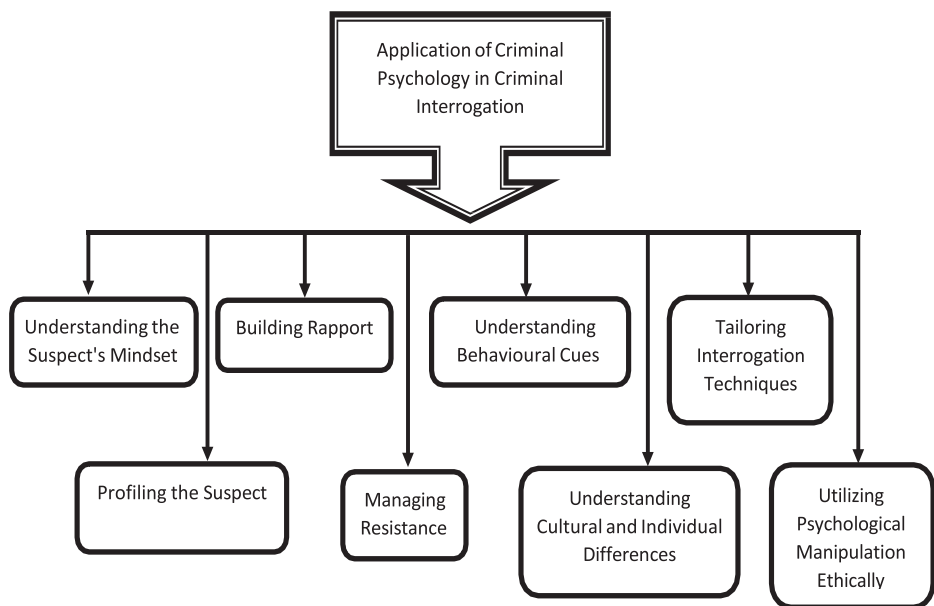 Application of Criminal
Psychology in Criminal
Interrogation
Understanding the
Suspect's Mindset
Building Rapport
Understanding
Behavioural Cues
Tailoring
Interrogation
Techniques
Profiling the Suspect
Managing
Resistance
Understanding
Cultural and Individual
Differences
Utilizing
Psychological
Manipulation
Ethically